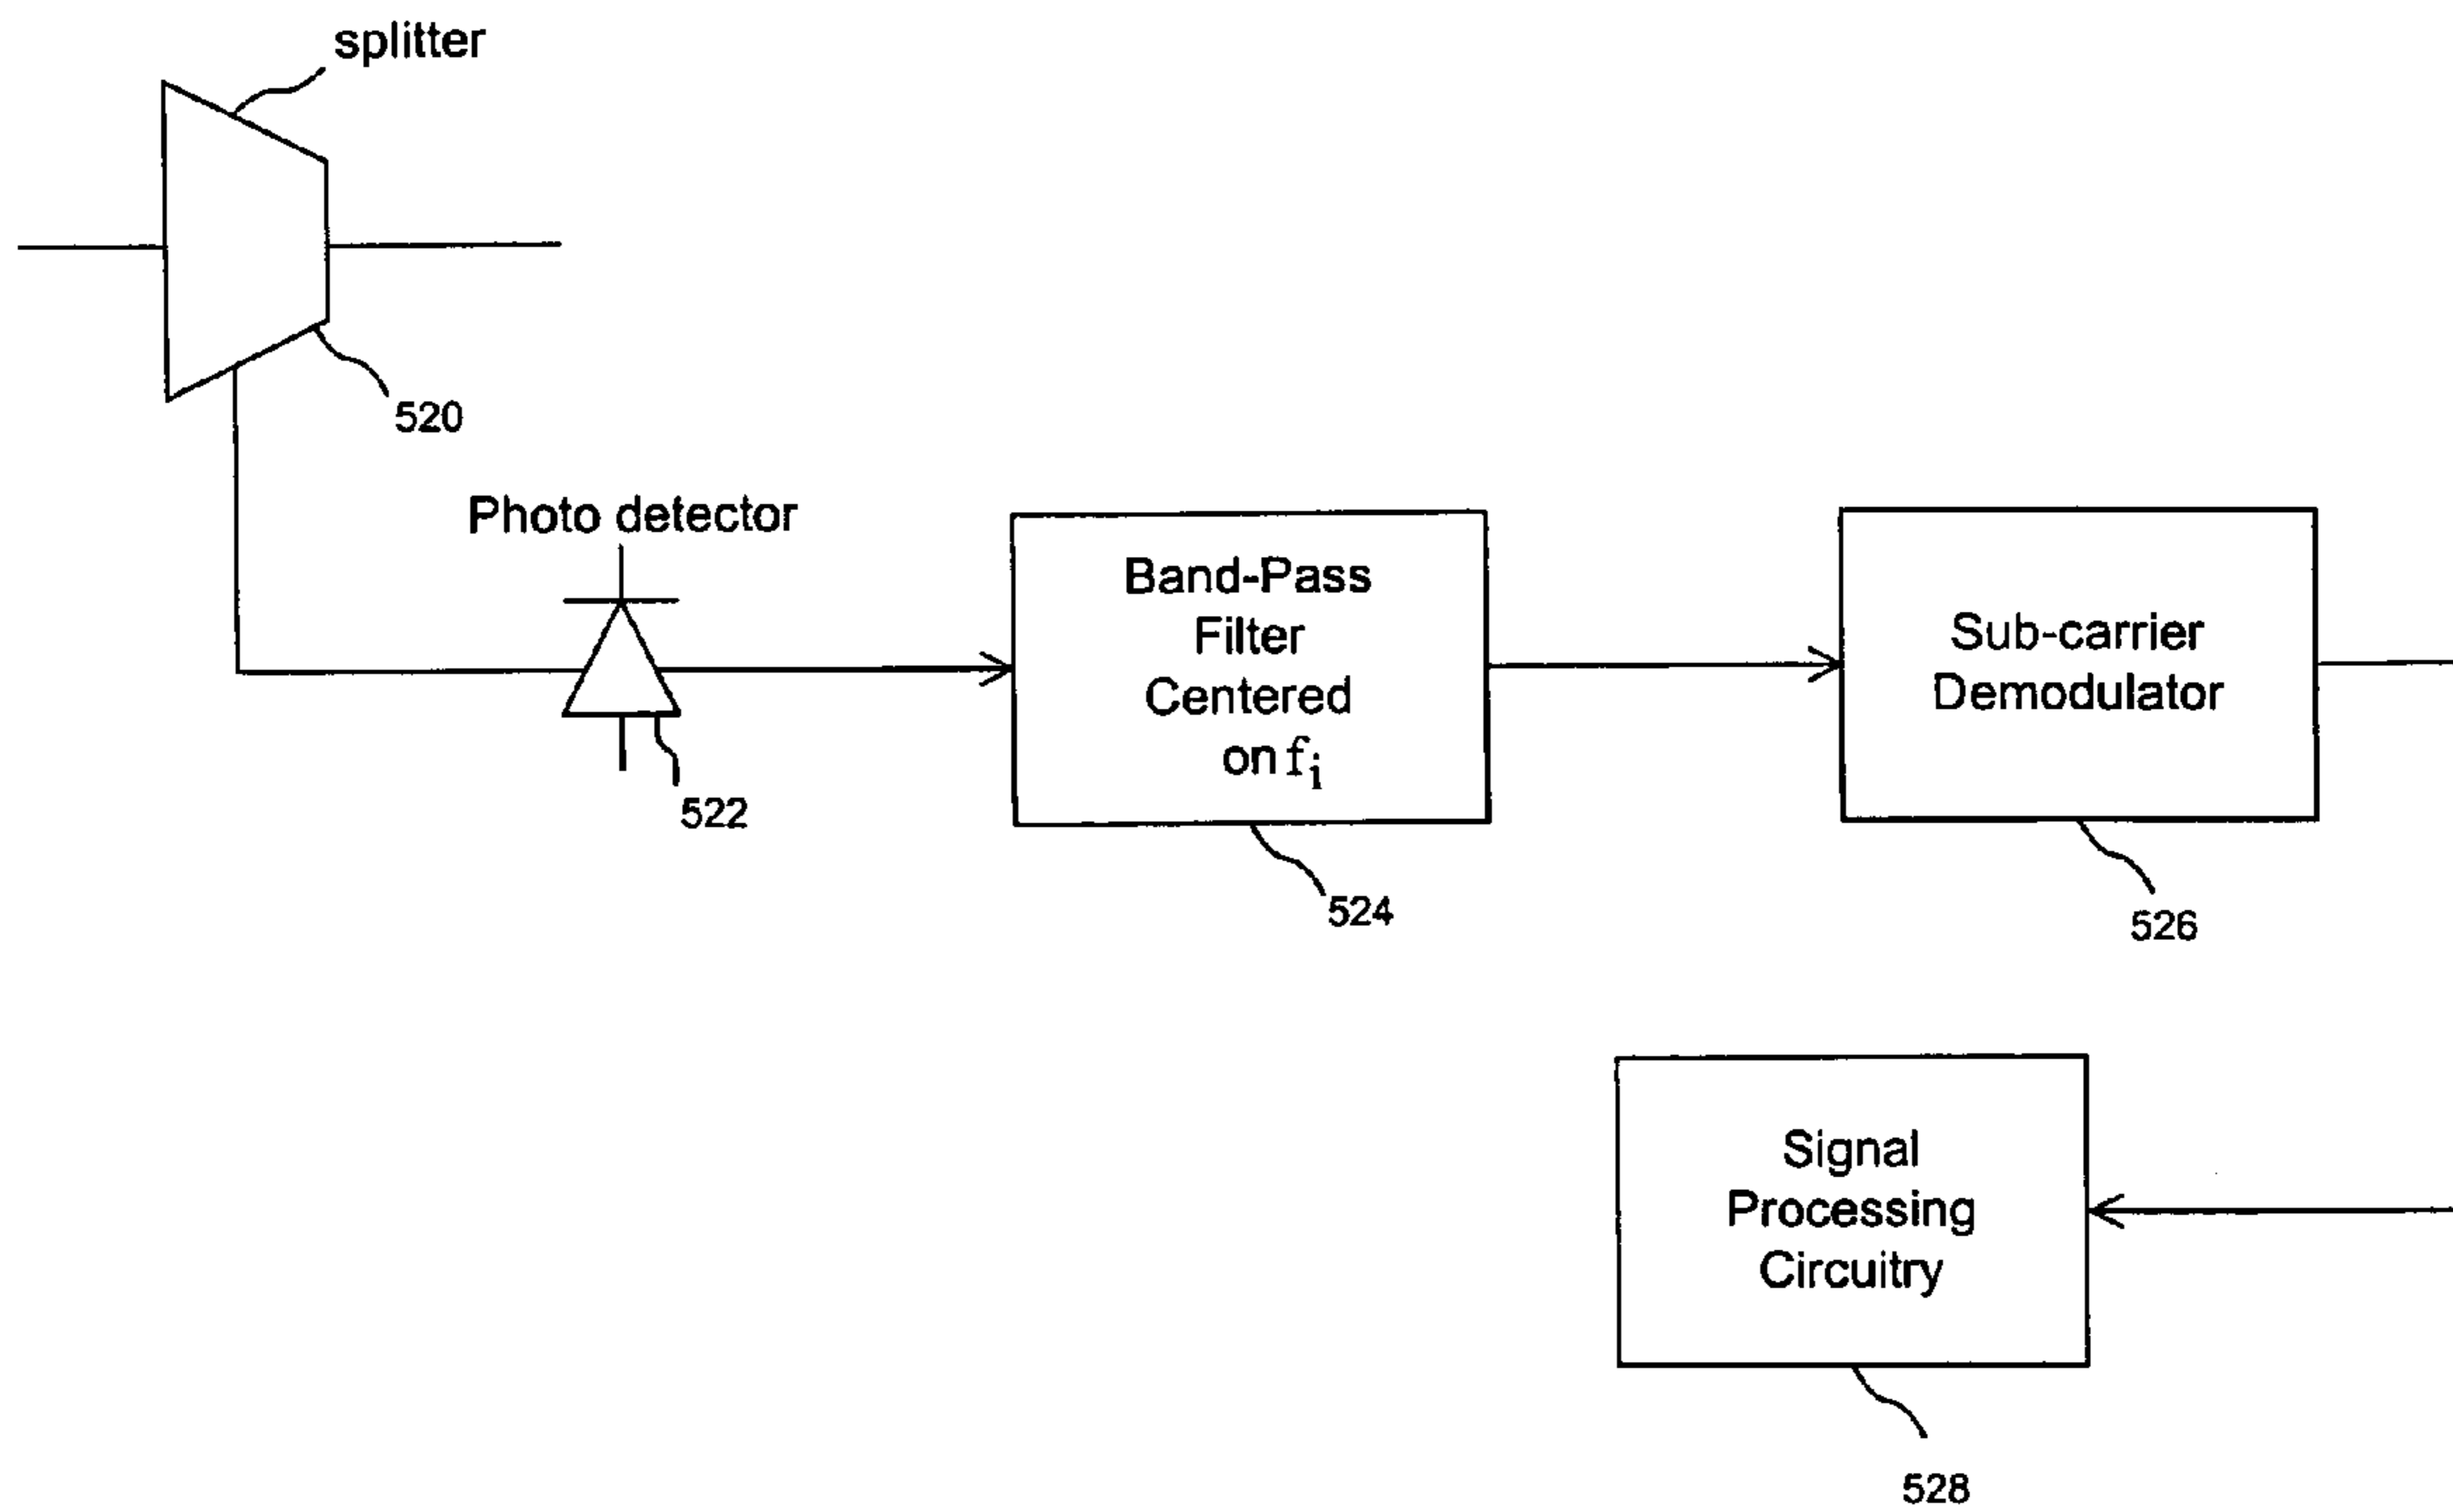 splitter
520
Photo detector
522
Band-Pass
Filter
Centered
on fi
524
Sub-carrier
Demodulator
526
Signal
Processing
Circuitry
528